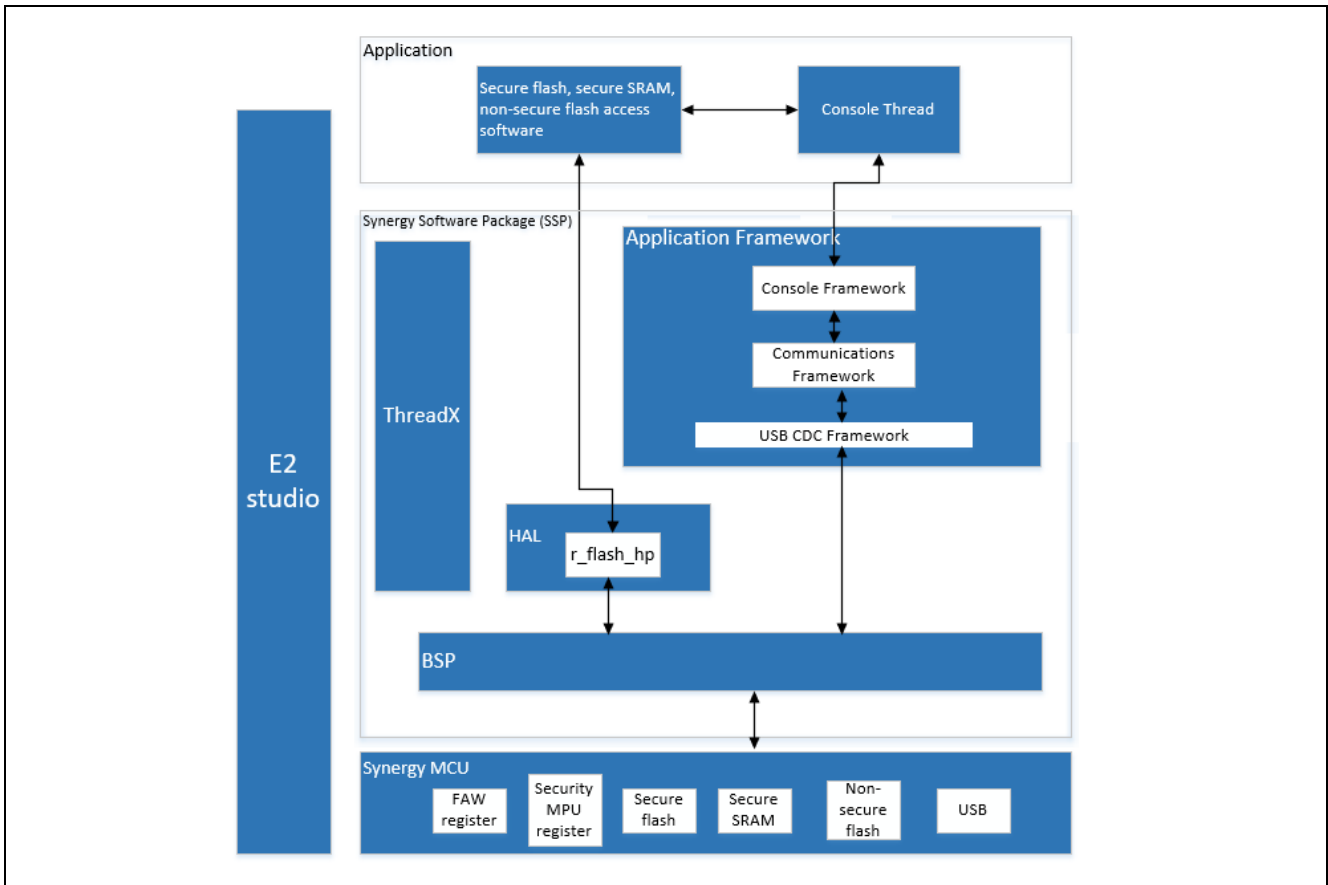 Application
Secure flash, secure SRAM,
non-secure flash access
software
Console Thread
Synergy Software Package (SSP)
Application Framework
Console Framework
Communications
Framework
USB CDC Framework
ThreadX
E2
studio
HAL
r_flash_hp
BSP
Synergy MCU
FAW
register
Security
MPU
register
Secure
flash
Secure
SRAM
Non-
secure
flash
USB